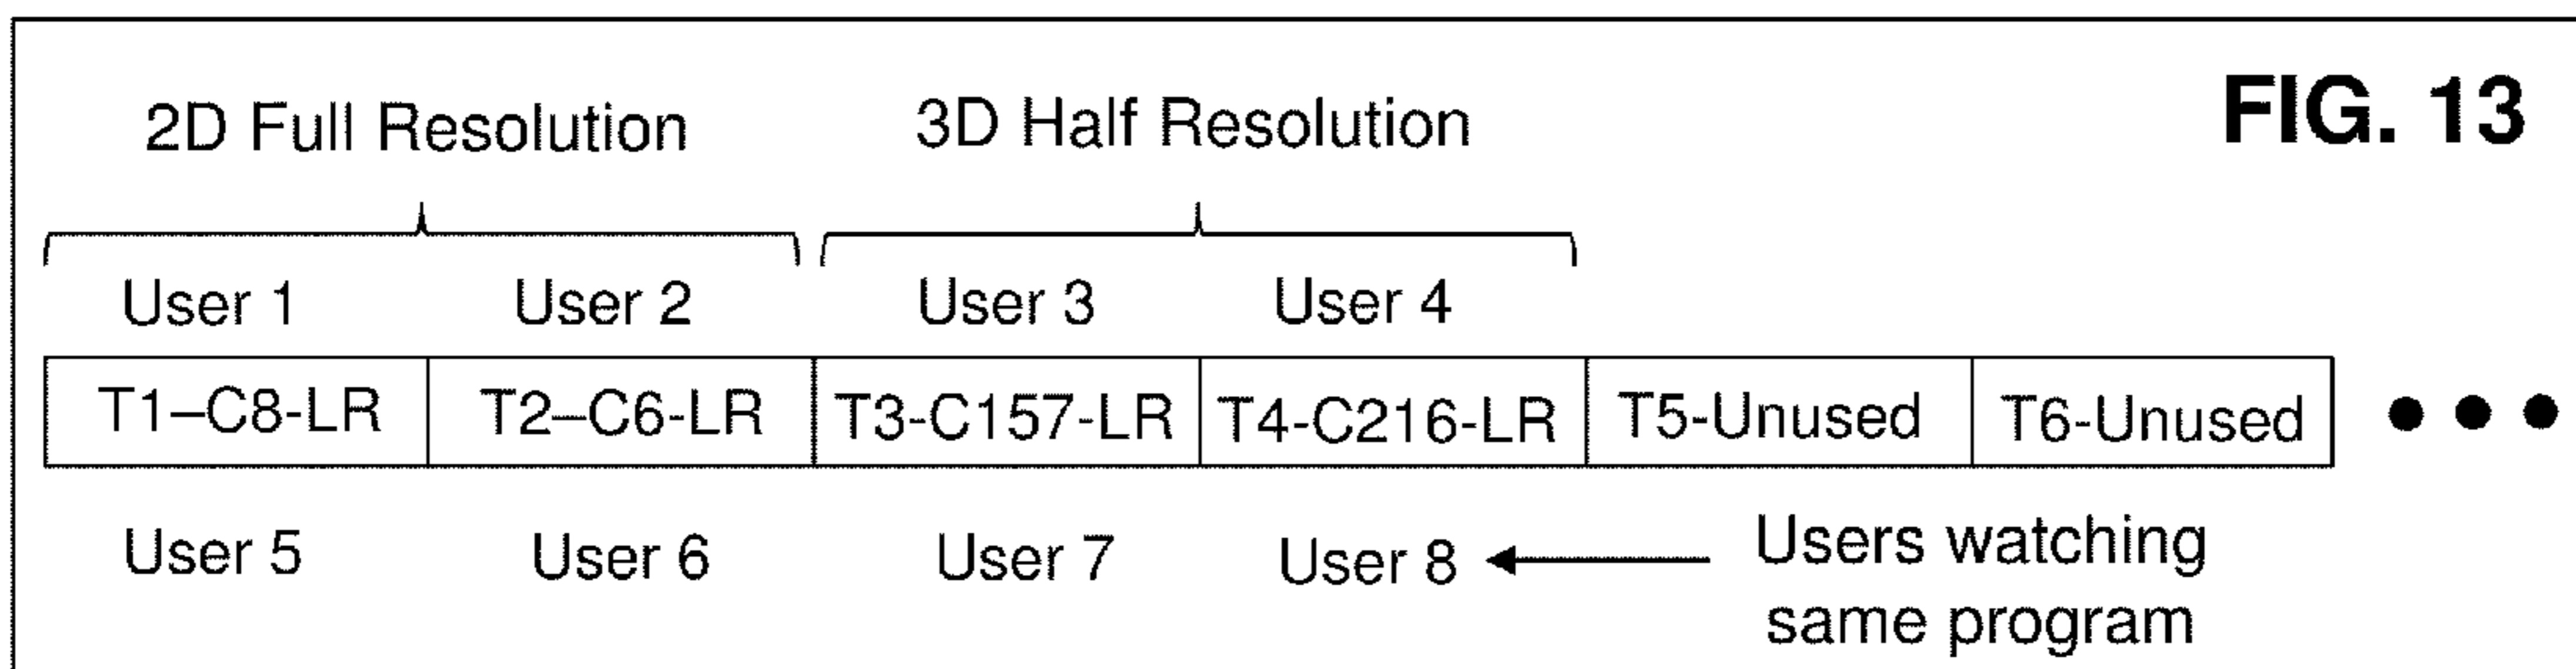 FIG. 13
2D Full Resolution
3D Half Resolution
User 1
User 2
User 3
User 4
T1–C8-LR
T2–C6-LR
T3-C157-LR
T4-C216-LR
T5-Unused
T6-Unused
User 5
User 6
User 7
User 8
Users watching
same program